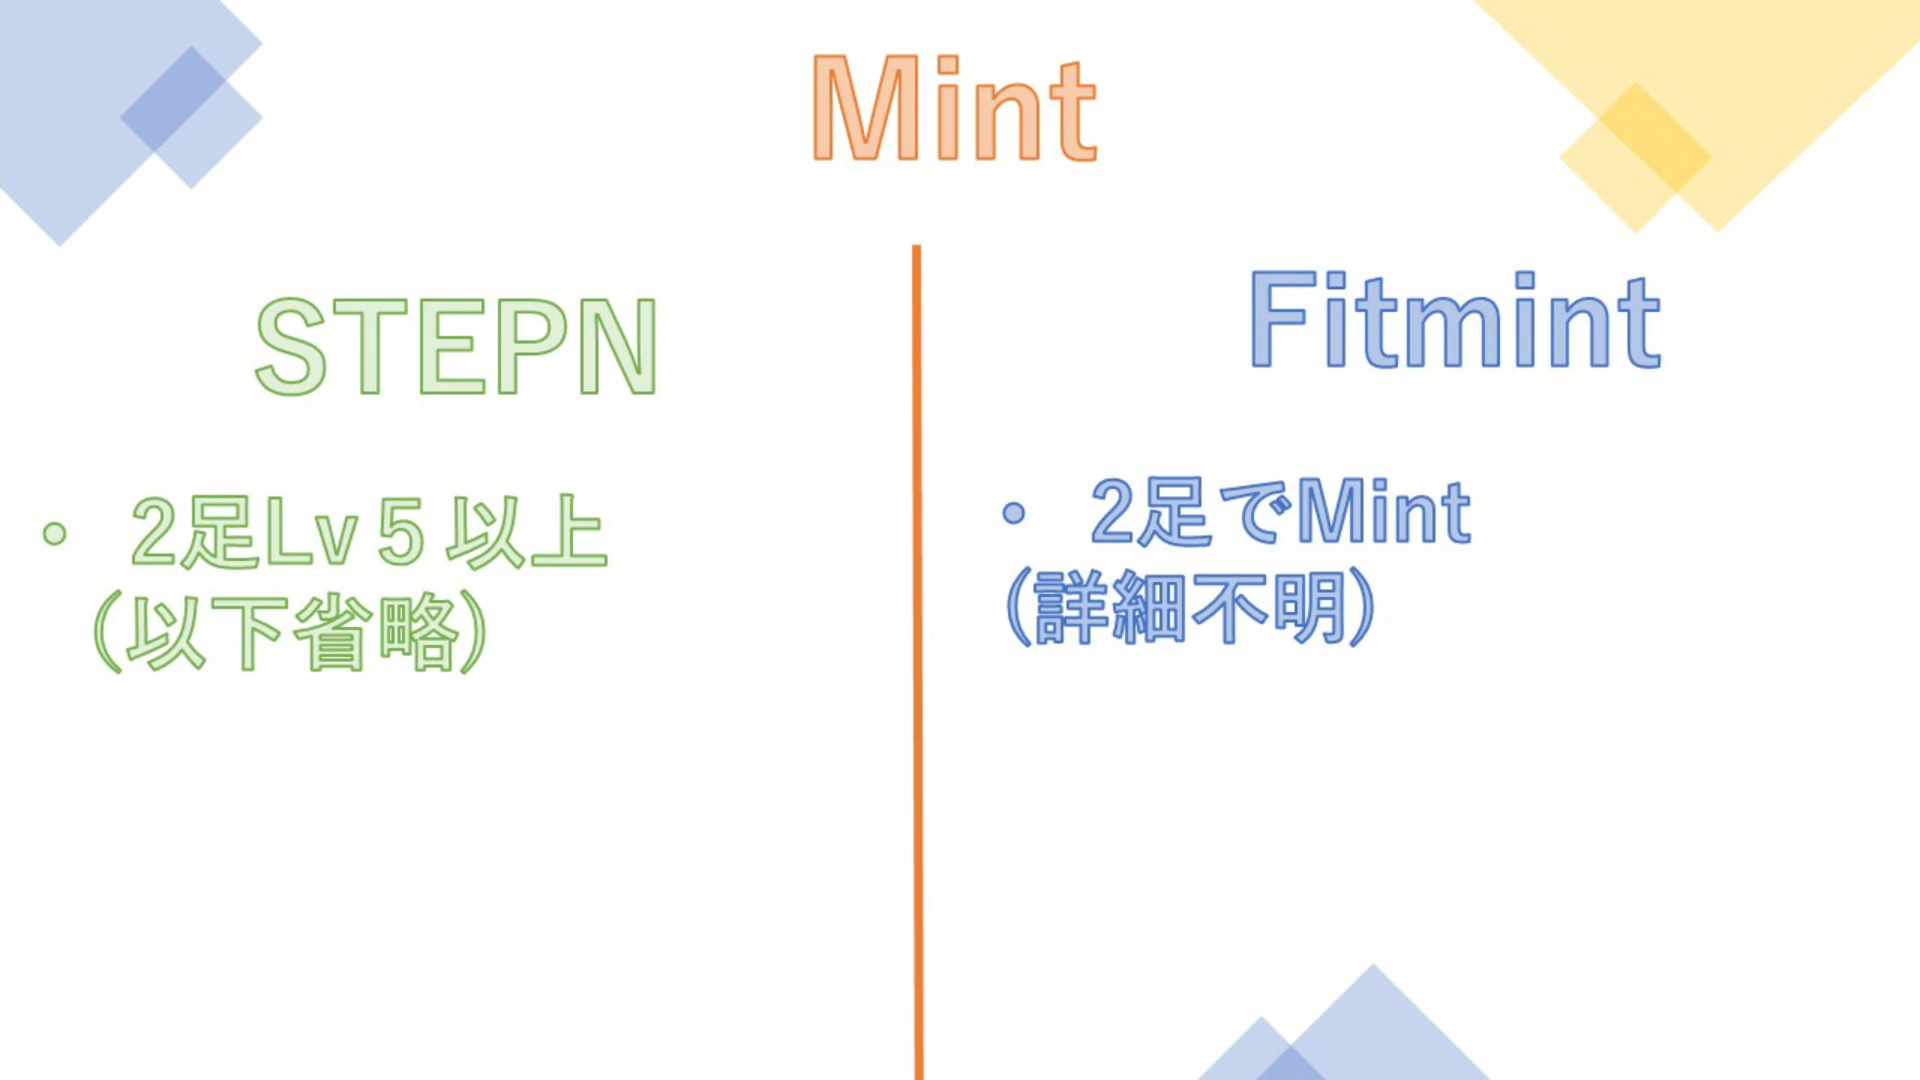 Mint
STEPN
• 2足Lv５以上
(以下省略)
Fitmint
• 2足でMint
(詳細不明)